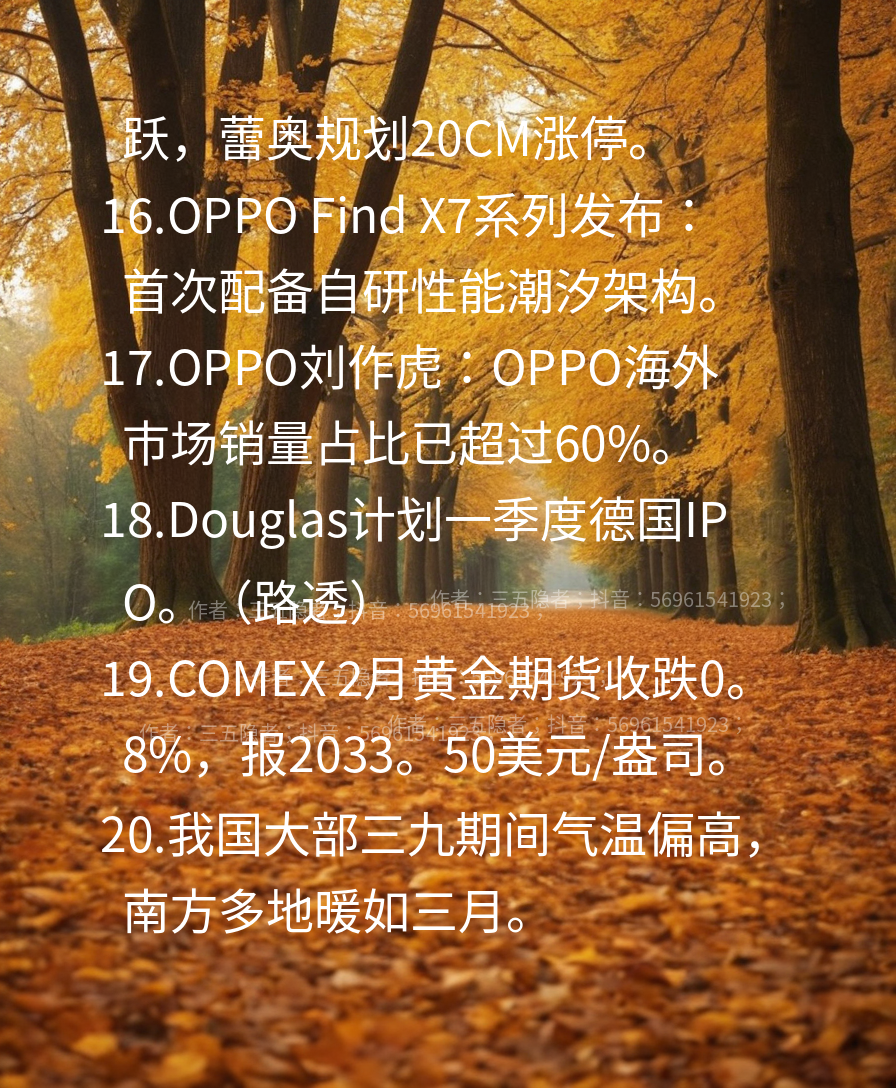 跃，蕾奥规划20CM涨停。
16.OPPO Find X7系列发布：
首次配备自研性能潮汐架构。
17.OPPO刘作虎：OPPO海外
市场销量占比已超过60%。
18.Douglas计划一季度德国IP
O。（路透）
作者：三五隐者：抖音：56961541923；
作者：三五隐者：抖音：56961541923；
19.COMEX 2月黄金期货收跌0。
作者：三五隐者：抖音：56961541923；
作者：三五隐者：抖音：56961541923；
8%，报2033。50美元/盎司。
20.我国大部三九期间气温偏高，
南方多地暖如三月。